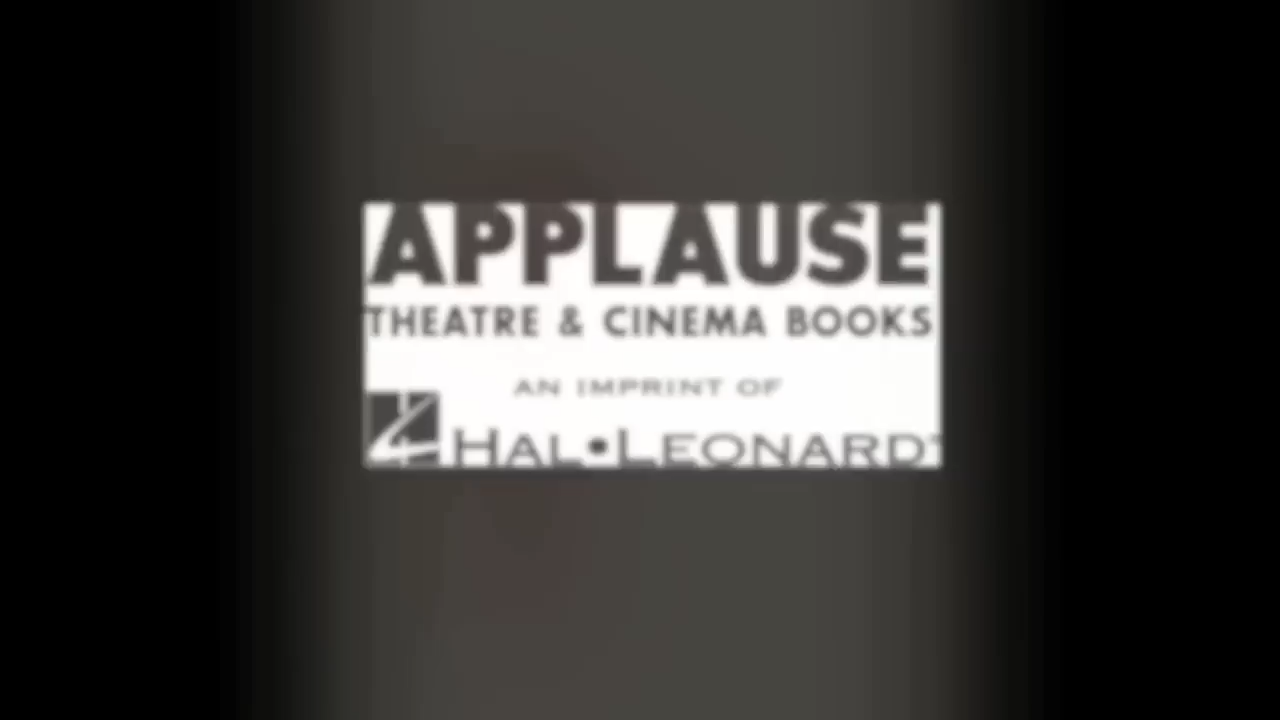 APPLAUSE
THEATRE & CINEMA BOOKS
AN IMPRINT OF
HAL•LEONARD